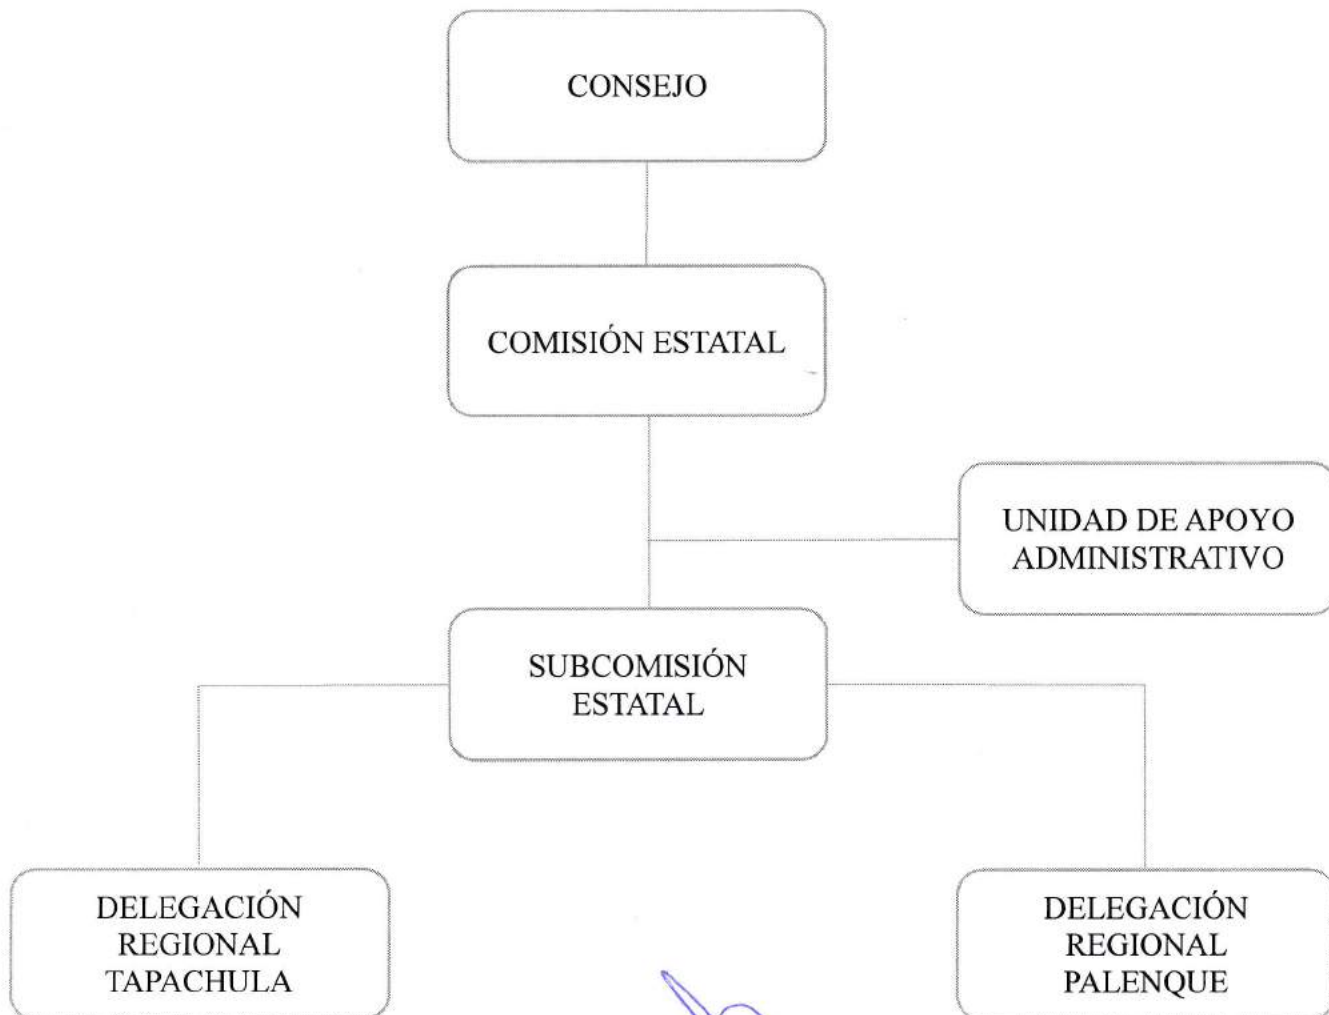 CONSEJO
COMISIÓN ESTATAL
UNIDAD DE APOYO
ADMINISTRATIVO
SUBCOMISIÓN
ESTATAL
DELEGACIÓN
REGIONAL
TAPACHULA
DELEGACIÓN
REGIONAL
PALENQUE